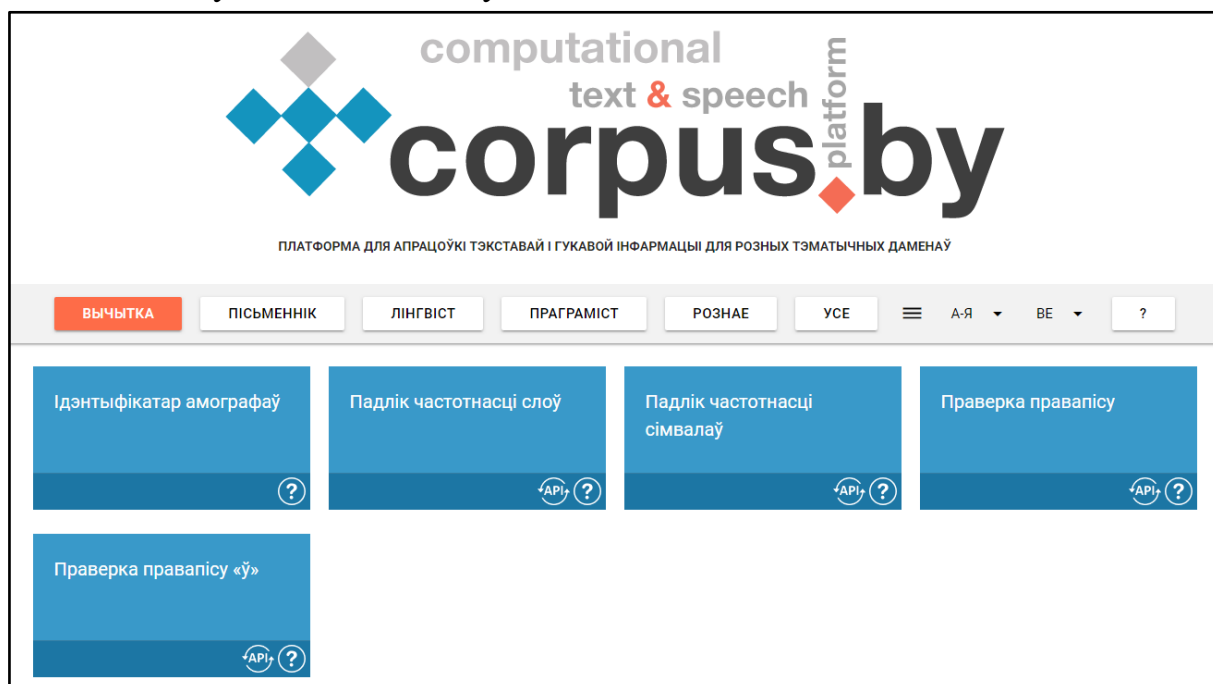 computational
text & speech
platform
corpus.by
ПЛАТФОРМА ДЛЯ АПРАЦОЎКІ ТЭКСТАВАЙ І ГУКАВОЙ ІНФАРМАЦЫІ ДЛЯ РОЗНЫХ ТЭМАТЫЧНЫХ ДАМЕНАЎ
ВЫЧЫТКА ПІСЬМЕННІК ЛІНГВІСТ ПРАГРАМІСТ РОЗНАЕ УСЕ А-Я BE ?
Ідэнтыфікатар амографаў
?
Падлік частотнасці слоў
API ?
Падлік частотнасці
сімвалаў
API ?
Праверка правапісу
API ?
Праверка правапісу «ў»
API ?